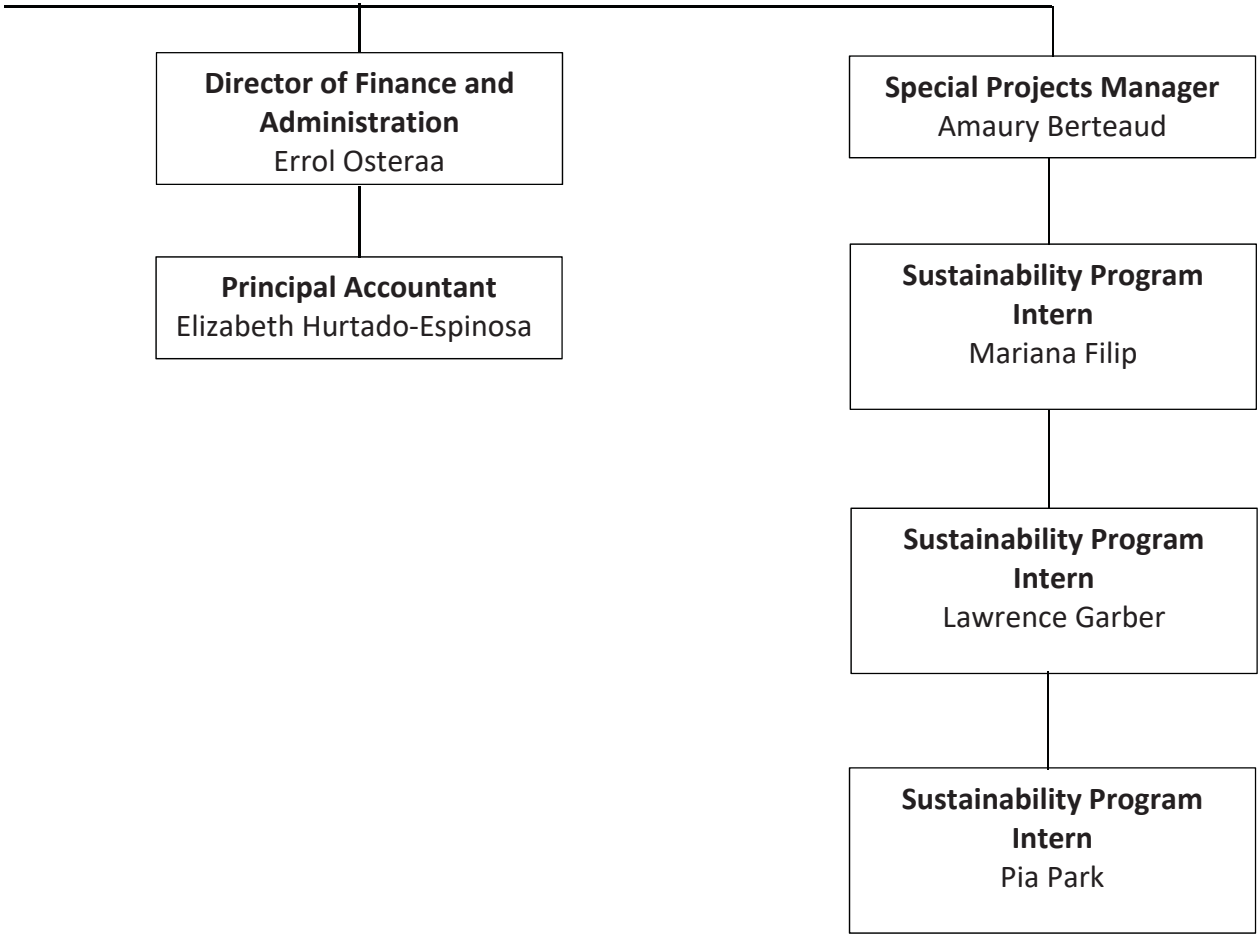 Director of Finance and
Administration
Errol Osteraa
Principal Accountant
Elizabeth Hurtado-Espinosa
Special Projects Manager
Amaury Berteaud
Sustainability Program
Intern
Mariana Filip
Sustainability Program
Intern
Lawrence Garber
Sustainability Program
Intern
Pia Park